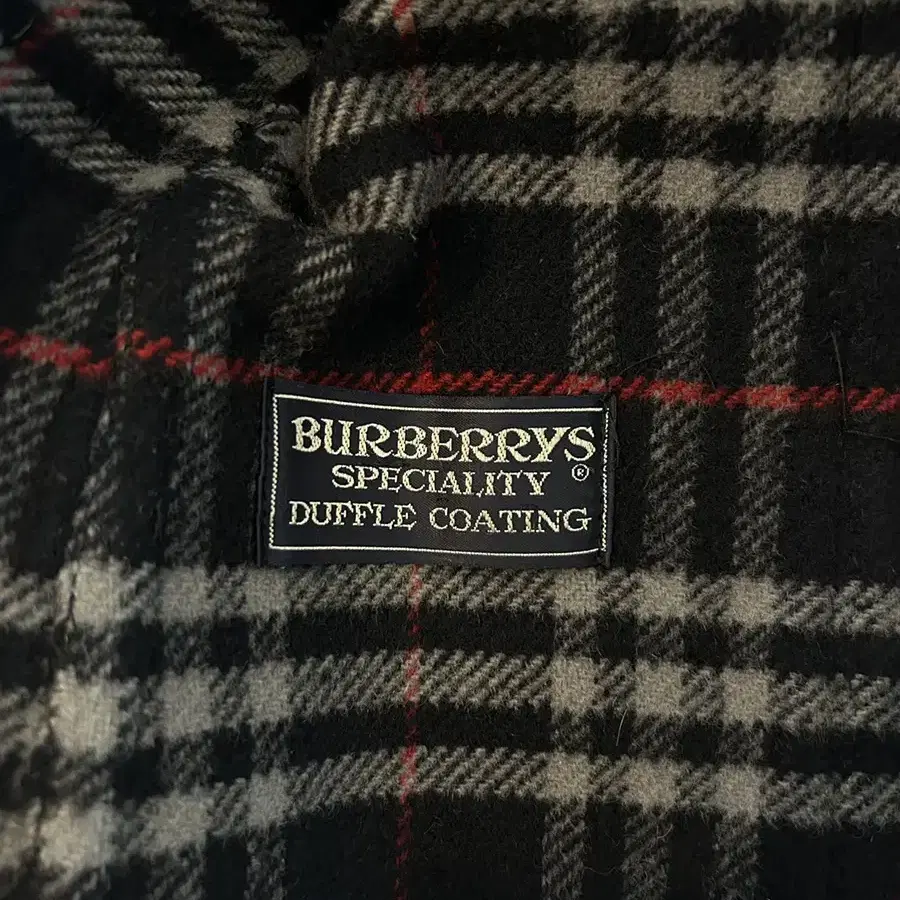 BURBERRYS
SPECIALITY ®
DUFFLE COATING